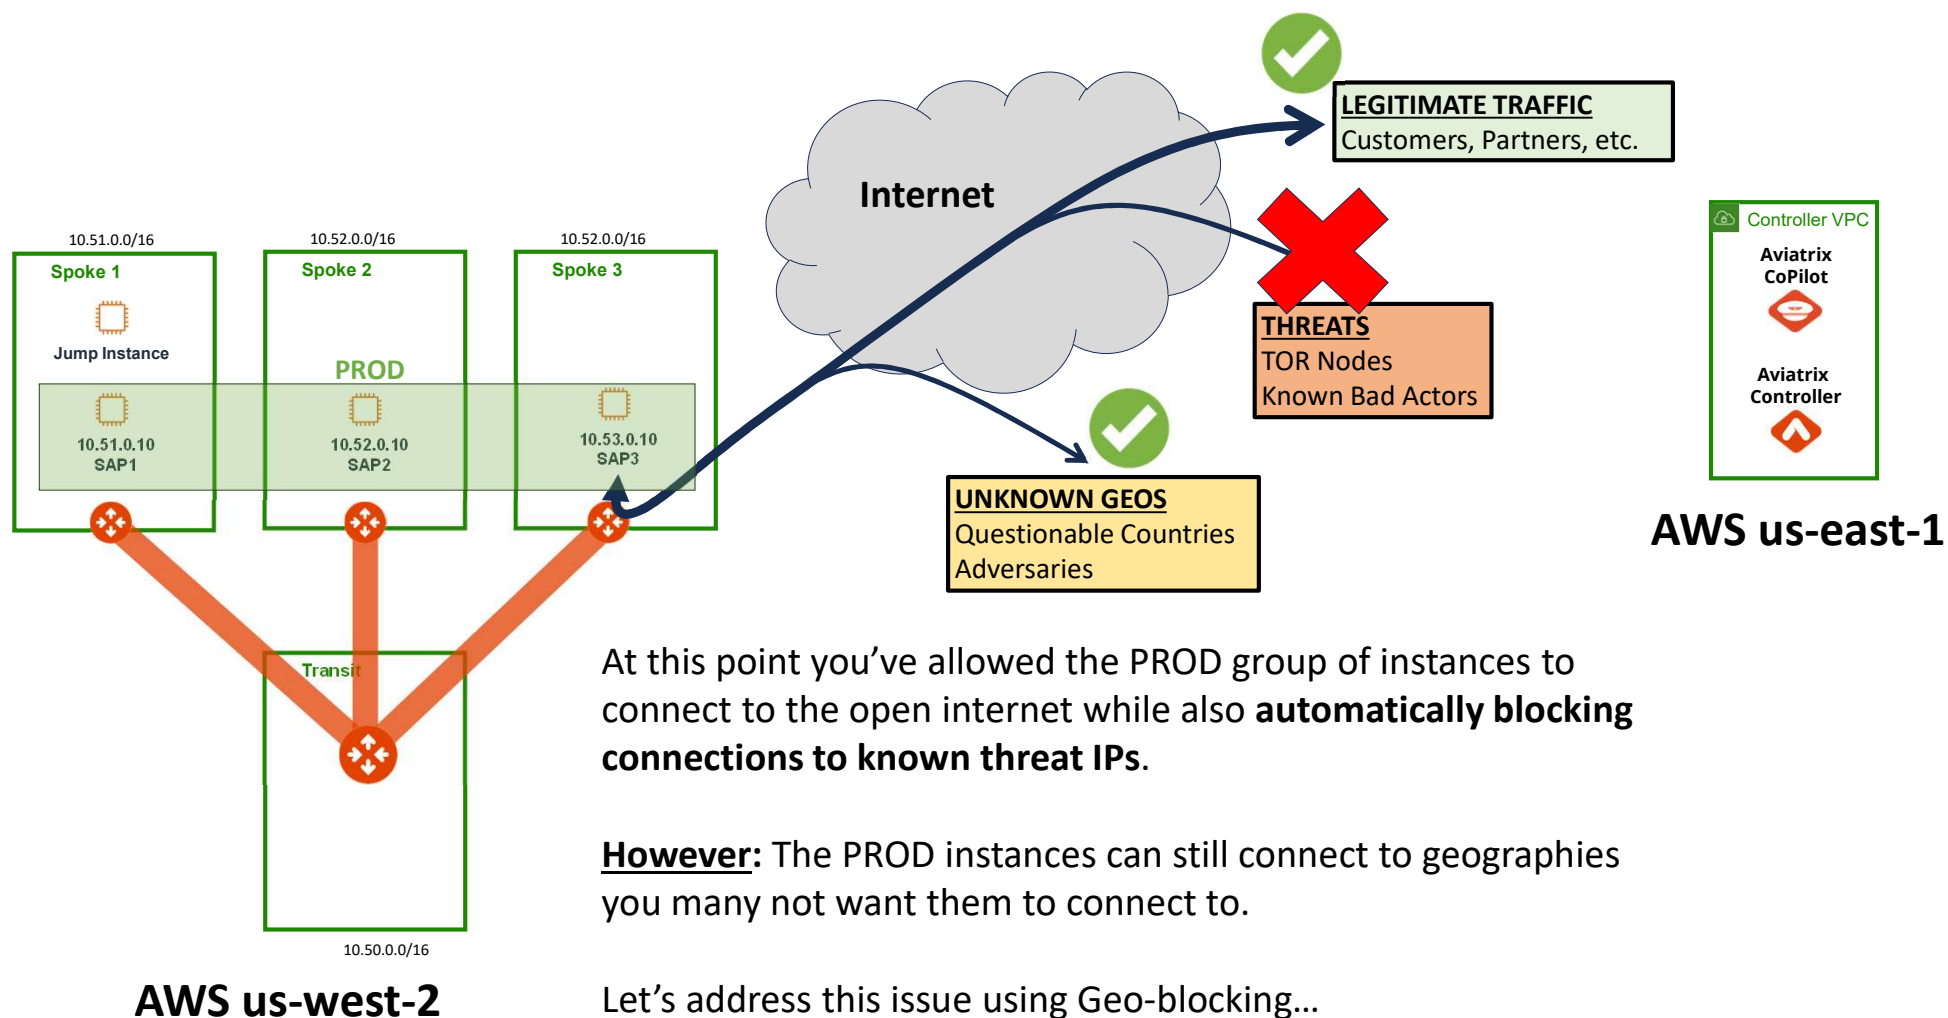 LEGITIMATE TRAFFIC
Customers, Partners, etc.
Internet
THREATS
TOR Nodes
Known Bad Actors
UNKNOWN GEOS
Questionable Countries
Adversaries
Controller VPC
Aviatrix
CoPilot
Aviatrix
Controller
AWS us-east-1
10.51.0.0/16
Spoke 1
Jump Instance
10.51.0.10
SAP1
10.52.0.0/16
Spoke 2
PROD
10.52.0.10
SAP2
10.52.0.0/16
Spoke 3
10.53.0.10
SAP3
Transit
10.50.0.0/16
AWS us-west-2
At this point you’ve allowed the PROD group of instances to
connect to the open internet while also automatically blocking
connections to known threat IPs.
However: The PROD instances can still connect to geographies
you many not want them to connect to.
Let’s address this issue using Geo-blocking…